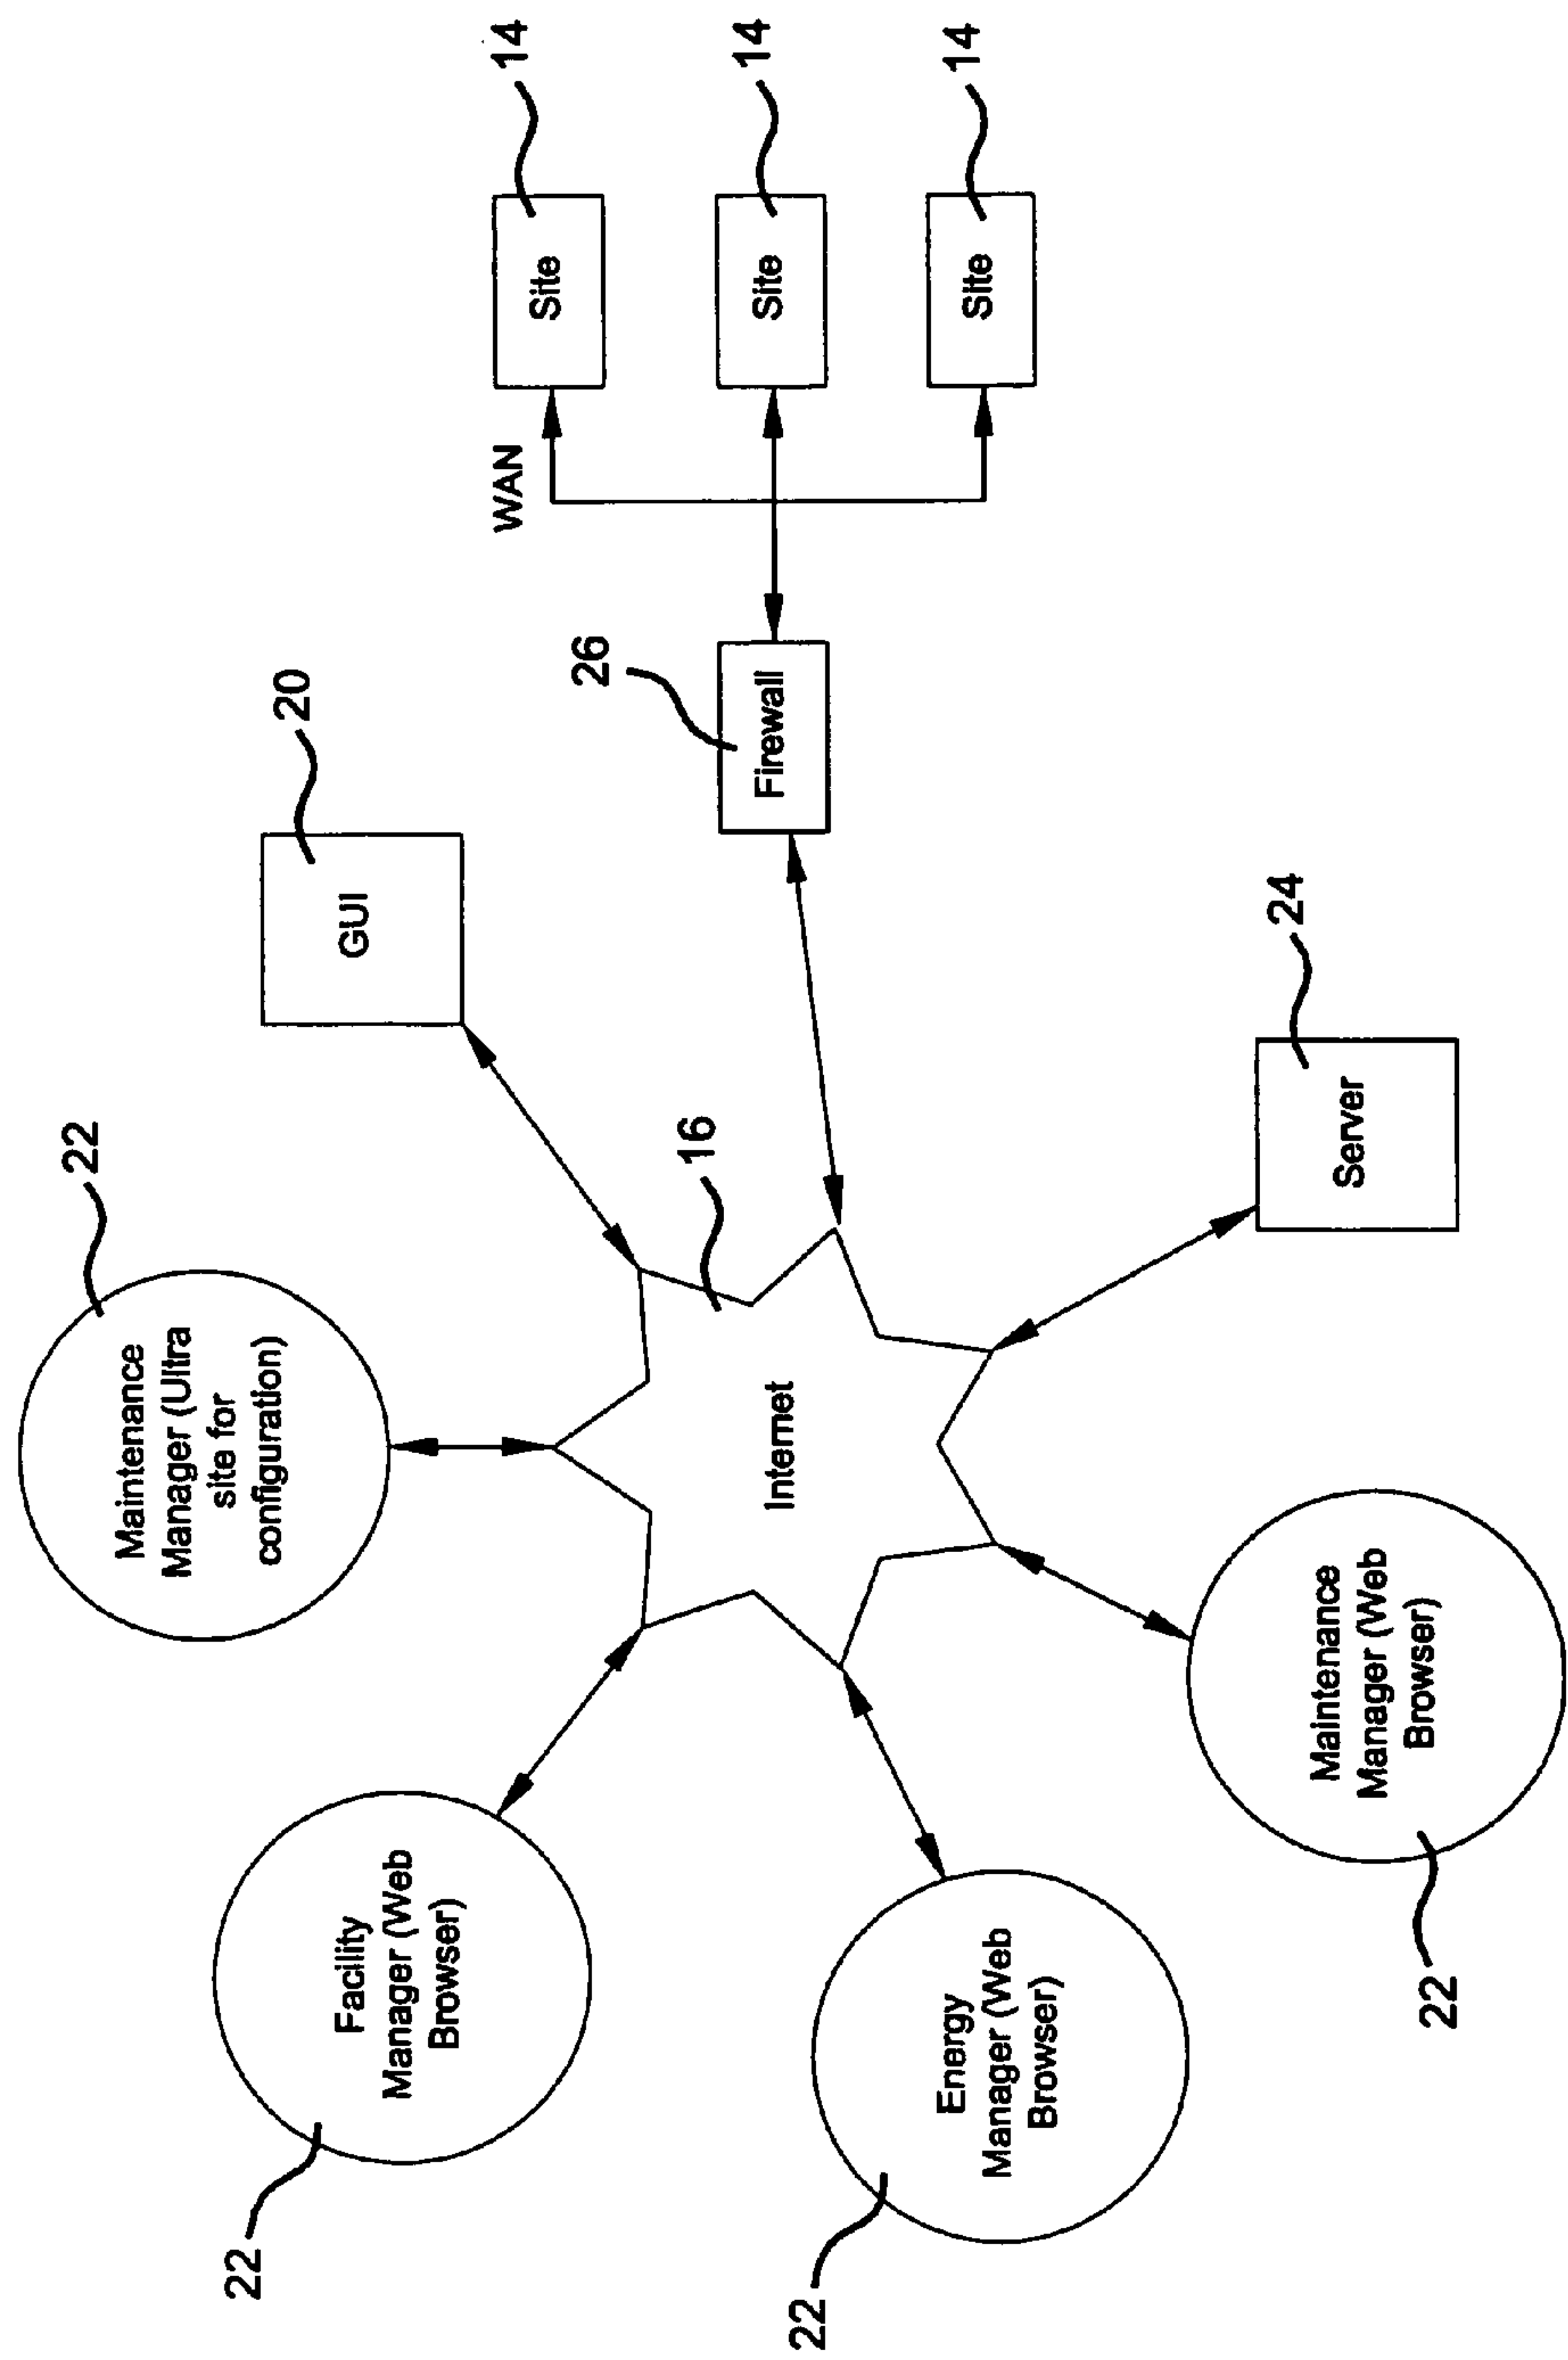 22
Maintenance
Manager (Ultra
site for
configuration)
20
GUI
22
Facility
Manager (Web
Browser)
16
Internet
26
Firewall
WAN
Site
14
Site
14
Site
14
22
Energy
Manager (Web
Browser)
22
Maintenance
Manager (Web
Browser)
24
Server